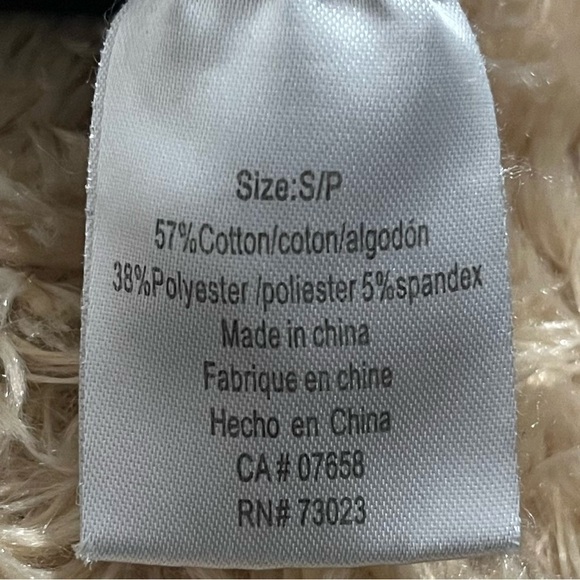 Size:S/P
57%Cotton/coton/algodón
38%Polyester /poliester 5%spandex
Made in china
Fabrique en chine
Hecho en China
CA# 07658
RN# 73023